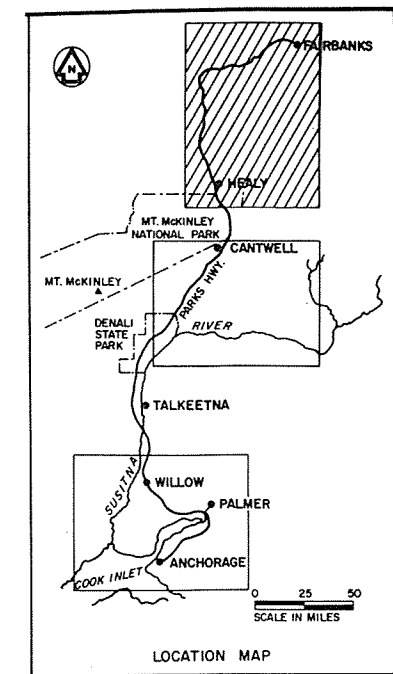 N
FAIRBANKS
HEALY
MT. McKINLEY
NATIONAL PARK
CANTWELL
MT. McKINLEY
PARKS HWY.
DENALI
STATE
PARK
RIVER
TALKEETNA
SUSITNA
WILLOW
PALMER
ANCHORAGE
COOK INLET
0 25 50
SCALE IN MILES
LOCATION MAP